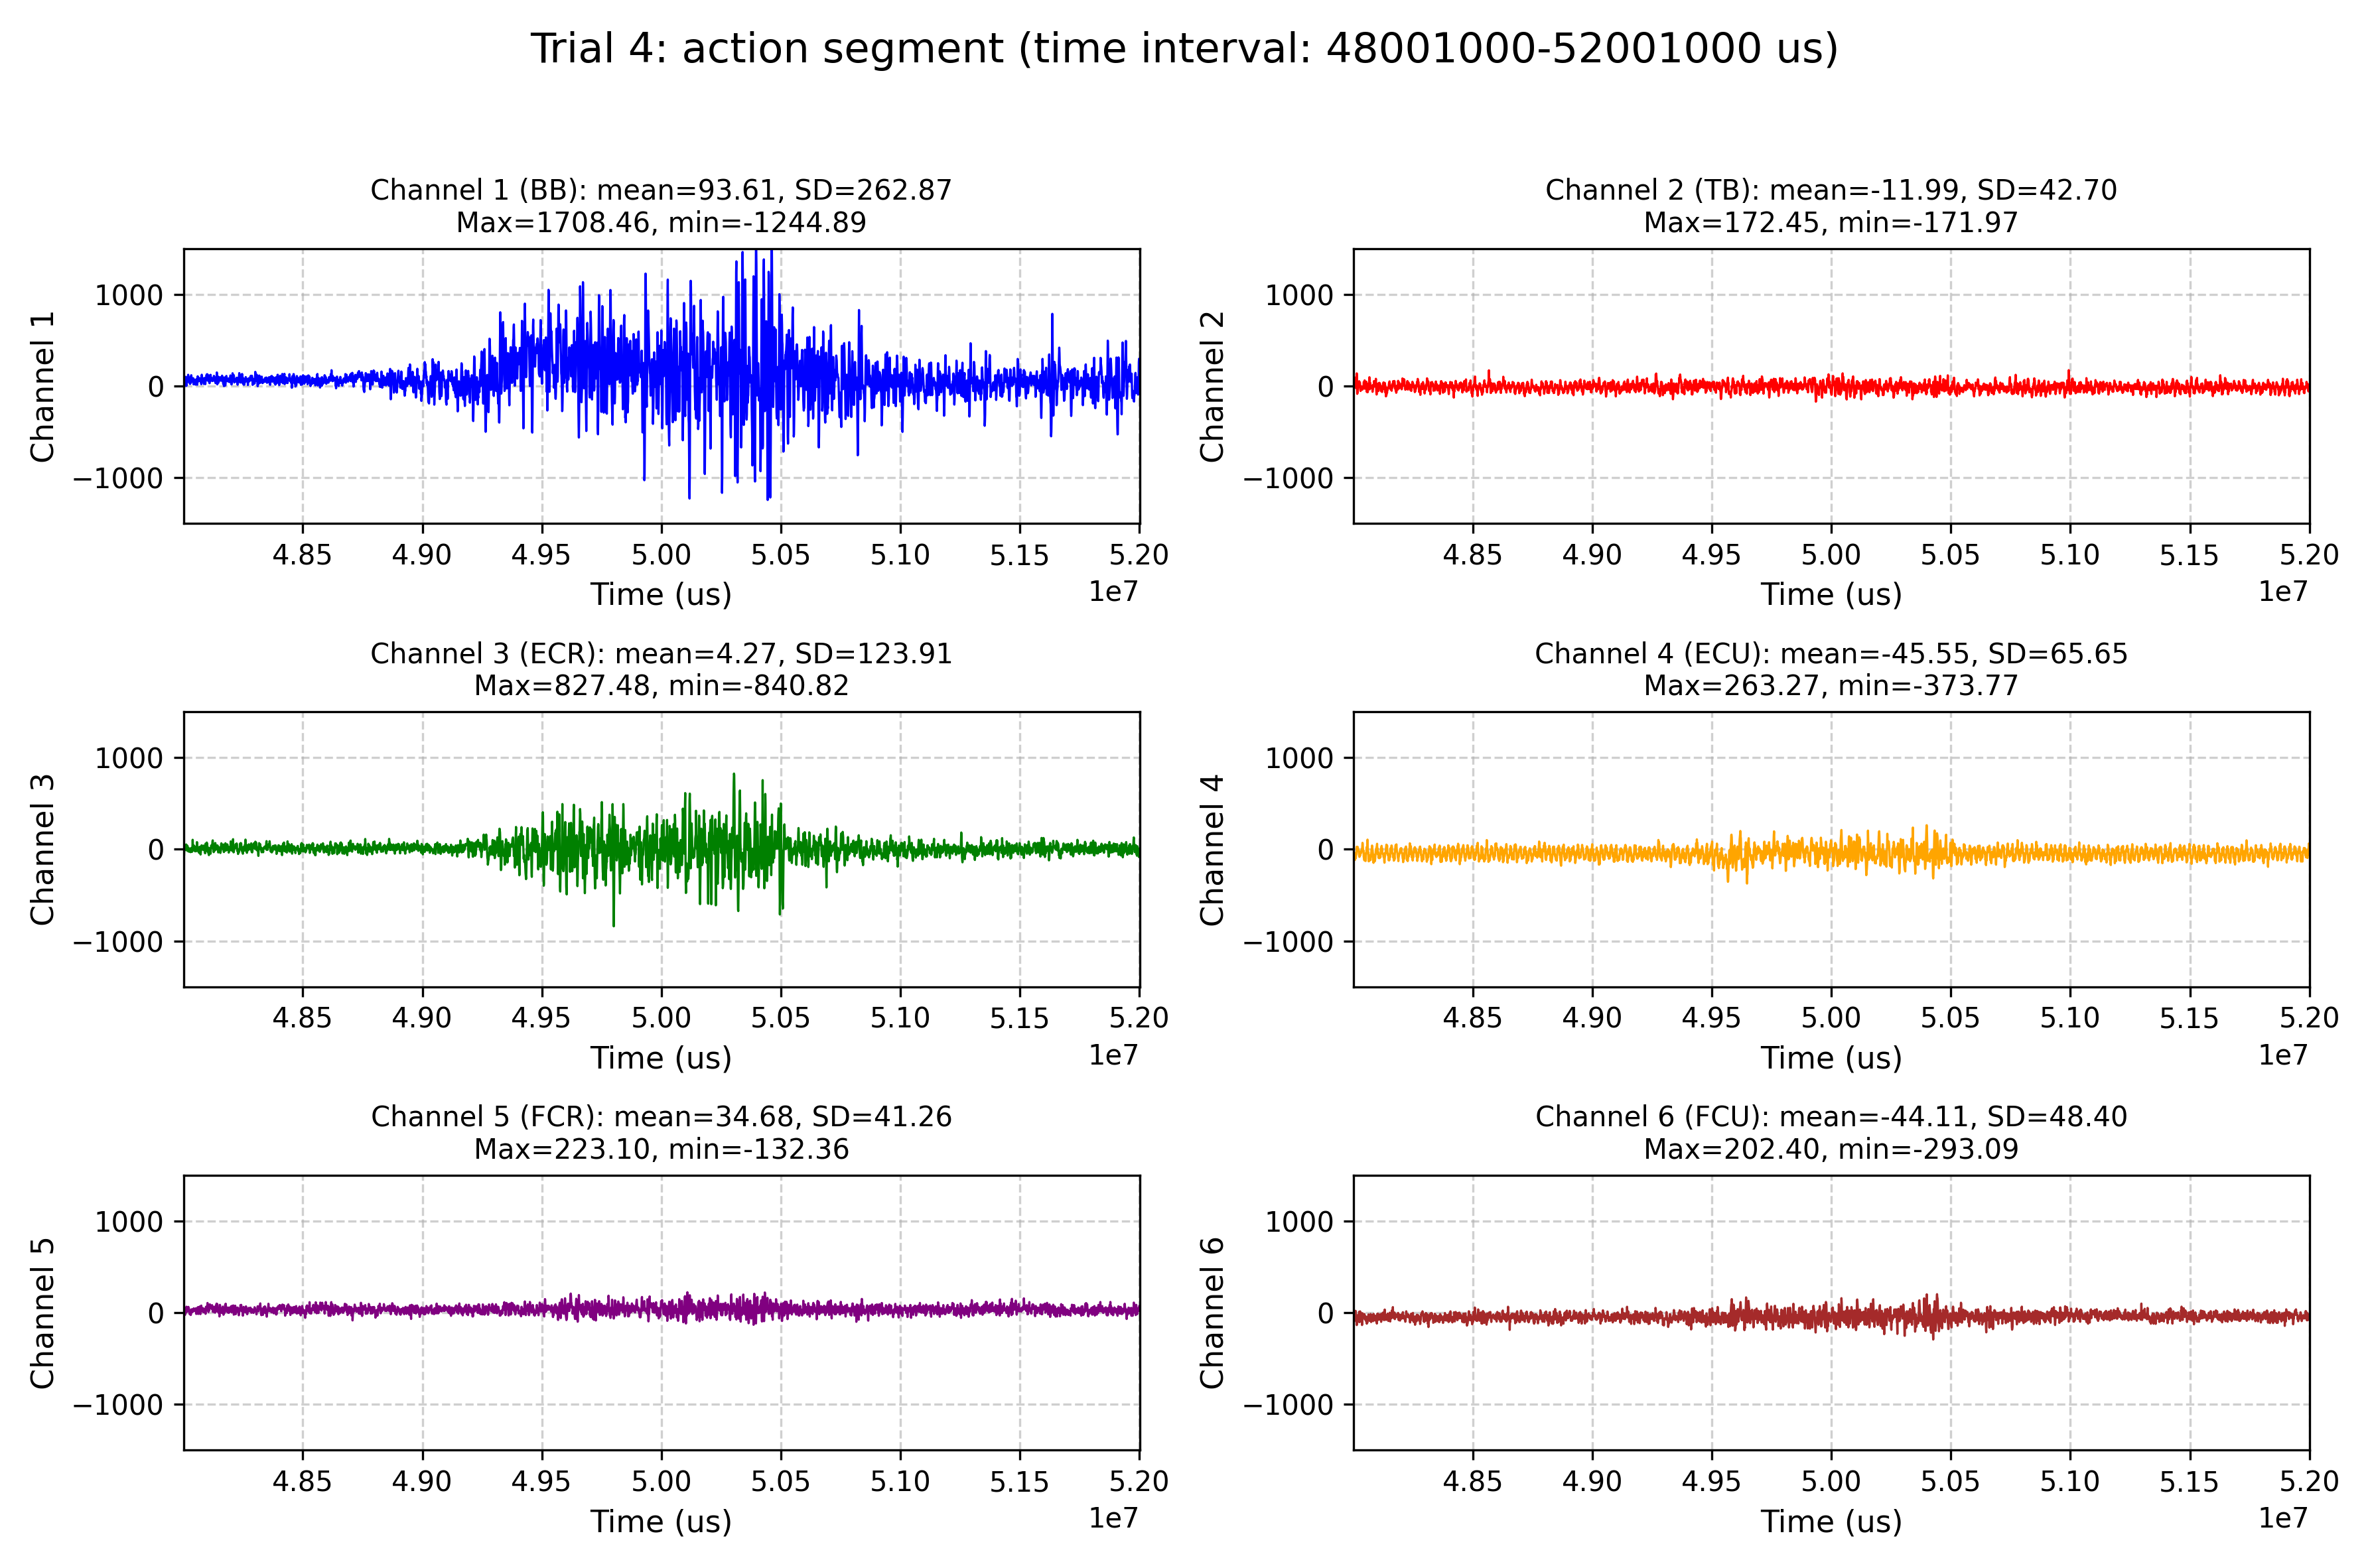 Trial 4: action segment (time interval: 48001000-52001000 us)
Channel 1 (BB): mean=93.61, SD=262.87
Max=1708.46, min=-1244.89
Channel 1
1000
0
−1000
4.85 4.90 4.95 5.00 5.05 5.10 5.15 5.20
Time (us)
1e7
Channel 2 (TB): mean=-11.99, SD=42.70
Max=172.45, min=-171.97
Channel 2
1000
0
−1000
4.85 4.90 4.95 5.00 5.05 5.10 5.15 5.20
Time (us)
1e7
Channel 3 (ECR): mean=4.27, SD=123.91
Max=827.48, min=-840.82
Channel 3
1000
0
−1000
4.85 4.90 4.95 5.00 5.05 5.10 5.15 5.20
Time (us)
1e7
Channel 4 (ECU): mean=-45.55, SD=65.65
Max=263.27, min=-373.77
Channel 4
1000
0
−1000
4.85 4.90 4.95 5.00 5.05 5.10 5.15 5.20
Time (us)
1e7
Channel 5 (FCR): mean=34.68, SD=41.26
Max=223.10, min=-132.36
Channel 5
1000
0
−1000
4.85 4.90 4.95 5.00 5.05 5.10 5.15 5.20
Time (us)
1e7
Channel 6 (FCU): mean=-44.11, SD=48.40
Max=202.40, min=-293.09
Channel 6
1000
0
−1000
4.85 4.90 4.95 5.00 5.05 5.10 5.15 5.20
Time (us)
1e7